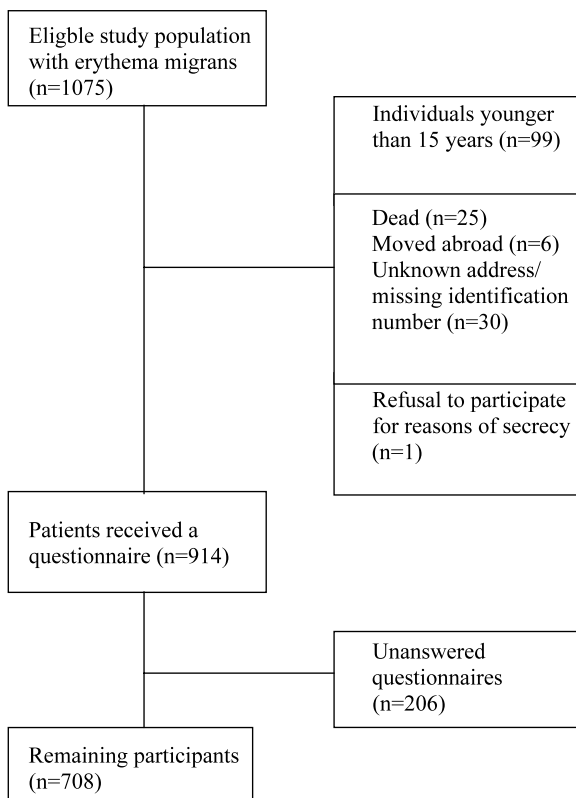 Eligble study population
with erythema migrans
(n=1075)
Individuals younger
than 15 years (n=99)
Dead (n=25)
Moved abroad (n=6)
Unknown address/
missing identification
number (n=30)
Refusal to participate
for reasons of secrecy
(n=1)
Patients received a
questionnaire (n=914)
Unanswered
questionnaires
(n=206)
Remaining participants
(n=708)